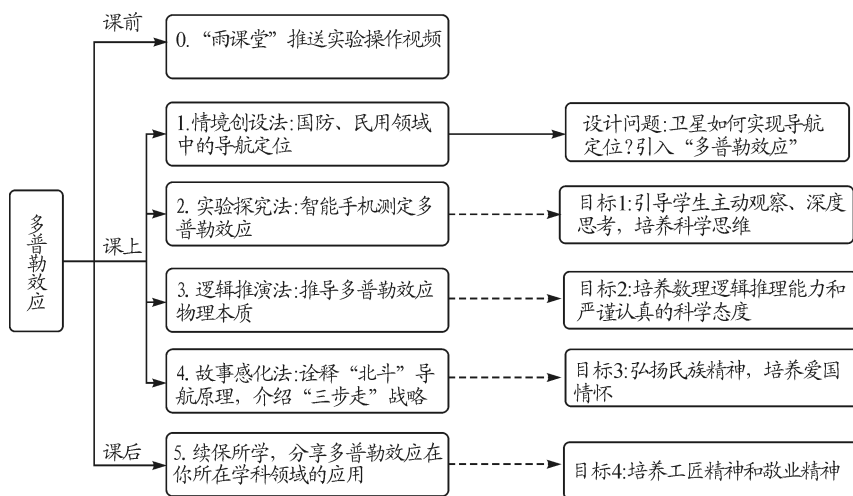 课前
0. “雨课堂”推送实验操作视频
1.情境创设法:国防、民用领域
中的导航定位
设计问题:卫星如何实现导航
定位?引入“多普勒效应”
多普勒效应
课上
2. 实验探究法:智能手机测定多
普勒效应
目标1:引导学生主动观察、深度
思考，培养科学思维
3. 逻辑推演法:推导多普勒效应
物理本质
目标2:培养数理逻辑推理能力和
严谨认真的科学态度
4. 故事感化法:诠释“北斗”导
航原理，介绍“三步走”战略
目标3:弘扬民族精神，培养爱国
情怀
课后
5. 续保所学，分享多普勒效应在
你所在学科领域的应用
目标4:培养工匠精神和敬业精神